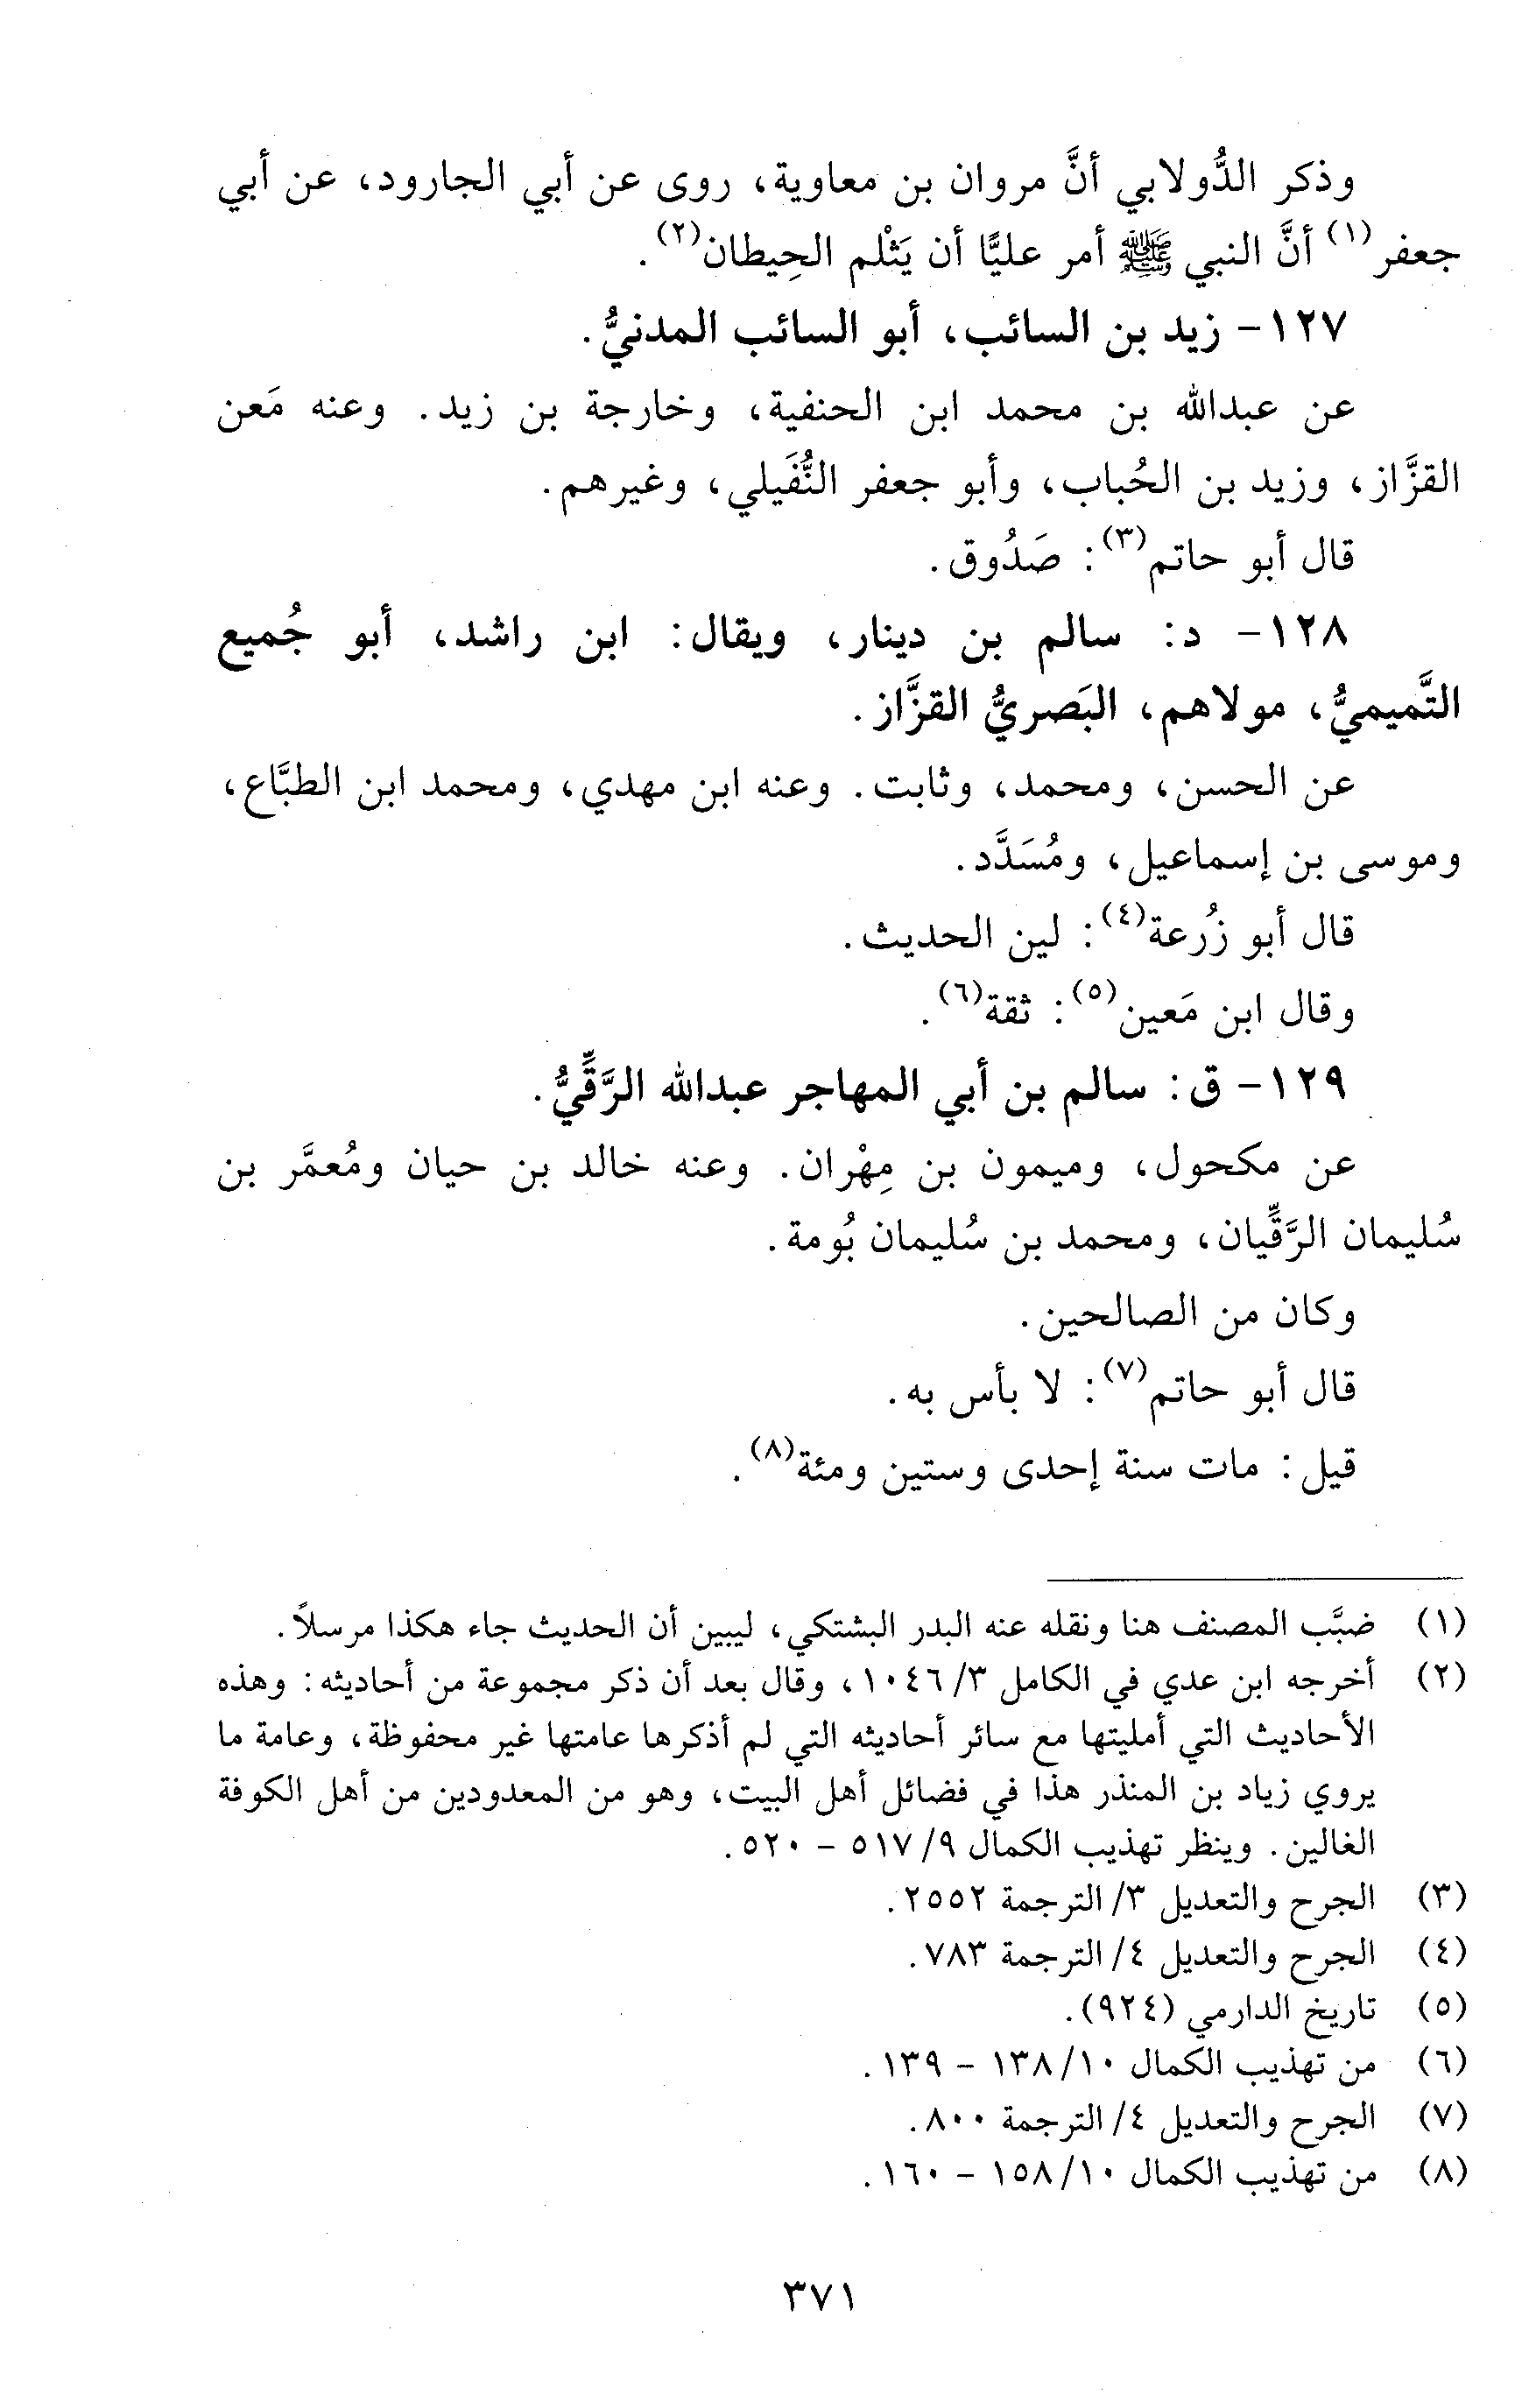 وذكر الدُّولابي أنَّ مروان بن معاوية، روى عن أبي الجارود، عن أبي
جعفر(١) أنَّ النبي ﷺ أمر عليًّا أن يَثْلم الحِيطان(٢).
١٢٧- زيد بن السائب، أبو السائب المدنيُّ.
عن عبدالله بن محمد ابن الحنفية، وخارجة بن زيد. وعنه مَعن
القزَّاز، وزيد بن الحُباب، وأبو جعفر النُّفَيلي، وغيرهم.
قال أبو حاتم(٣): صَدُوق.
١٢٨- د: سالم بن دينار، ويقال: ابن راشد، أبو جُميع
التَّميميُّ، مولاهم، البَصريُّ القزَّاز.
عن الحسن، ومحمد، وثابت. وعنه ابن مهدي، ومحمد ابن الطبَّاع،
وموسى بن إسماعيل، ومُسَدَّد.
قال أبو زُرعة(٤): لين الحديث.
وقال ابن مَعين(٥): ثقة(٦).
١٢٩- ق: سالم بن أبي المهاجر عبدالله الرَّقِّيُّ.
عن مكحول، وميمون بن مِهْران. وعنه خالد بن حيان ومُعمَّر بن
سُليمان الرَّقِّيان، ومحمد بن سُليمان بُومة.
وكان من الصالحين.
قال أبو حاتم(٧): لا بأس به.
قيل: مات سنة إحدى وستين ومئة(٨).
(١) ضبَّب المصنف هنا ونقله عنه البدر البشتكي، ليبين أن الحديث جاء هكذا مرسلاً.
(٢) أخرجه ابن عدي في الكامل ٣/ ١٠٤٦، وقال بعد أن ذكر مجموعة من أحاديثه: وهذه
الأحاديث التي أمليتها مع سائر أحاديثه التي لم أذكرها عامتها غير محفوظة، وعامة ما
يروي زياد بن المنذر هذا في فضائل أهل البيت، وهو من المعدودين من أهل الكوفة
الغالين. وينظر تهذيب الكمال ٩/ ٥١٧ - ٥٢٠.
(٣) الجرح والتعديل ٣/ الترجمة ٢٥٥٢.
(٤) الجرح والتعديل ٤/ الترجمة ٧٨٣.
(٥) تاريخ الدارمي (٩٢٤).
(٦) من تهذيب الكمال ١٠/ ١٣٨ - ١٣٩.
(٧) الجرح والتعديل ٤/ الترجمة ٨٠٠.
(٨) من تهذيب الكمال ١٠/ ١٥٨ - ١٦٠.
٣٧١